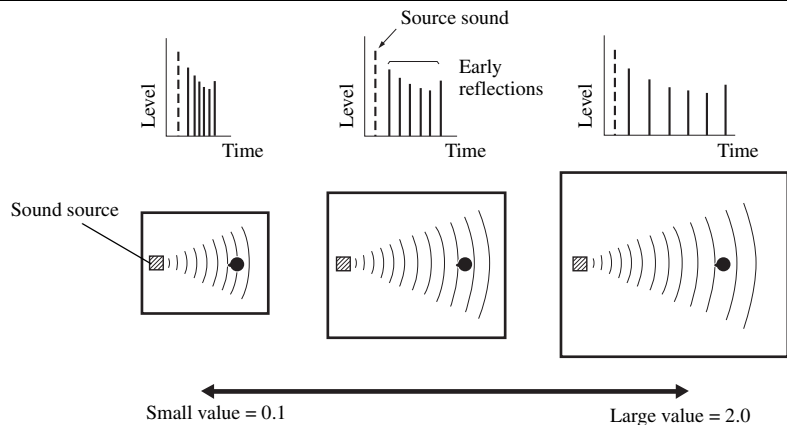 Source sound
Level
Time
Level
Early
reflections
Time
Level
Time
Sound source
Small value = 0.1
Large value = 2.0